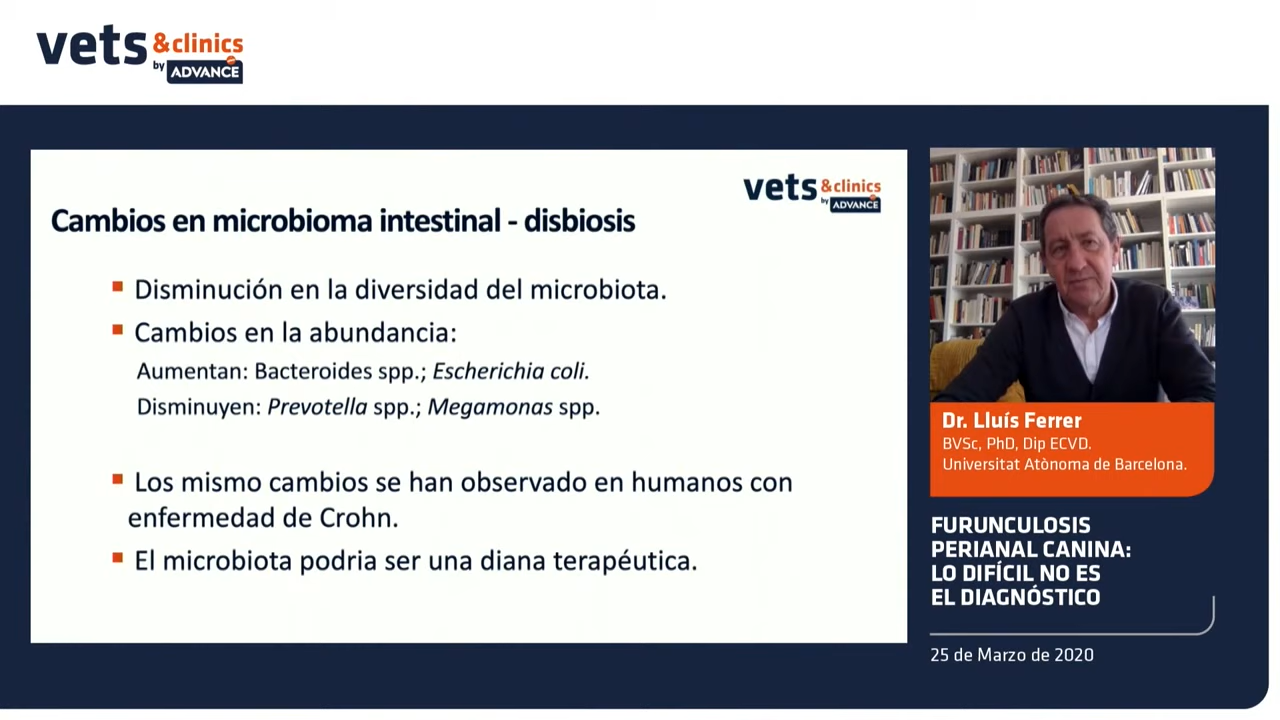 vets &clinics
by ADVANCE
vets &clinics
by ADVANCE
Cambios en microbioma intestinal - disbiosis
Disminución en la diversidad del microbiota.
Cambios en la abundancia:
Aumentan: Bacteroides spp.; Escherichia coli.
Disminuyen: Prevotella spp.; Megamonas spp.
Los mismo cambios se han observado en humanos con
enfermedad de Crohn.
El microbiota podria ser una diana terapéutica.
Dr. Lluís Ferrer
BVSc, PhD, Dip ECVD.
Universitat Atònoma de Barcelona.
FURUNCULOSIS
PERIANAL CANINA:
LO DIFÍCIL NO ES
EL DIAGNÓSTICO
25 de Marzo de 2020